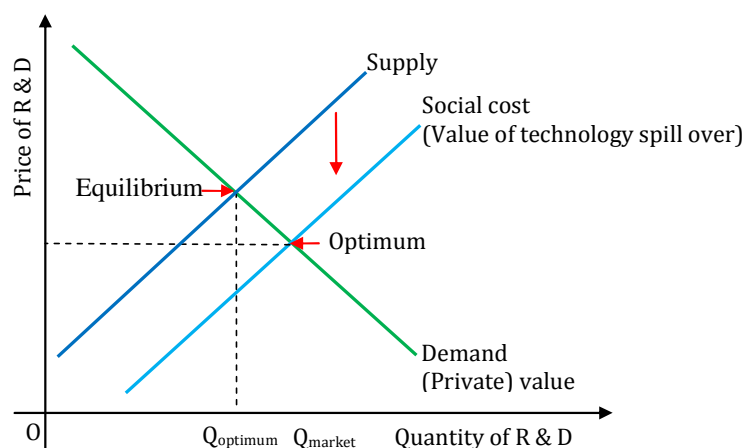 Price of R & D
Supply
Social cost
(Value of technology spill over)
Equilibrium
Optimum
Demand
(Private) value
O
Qoptimum
Qmarket
Quantity of R & D